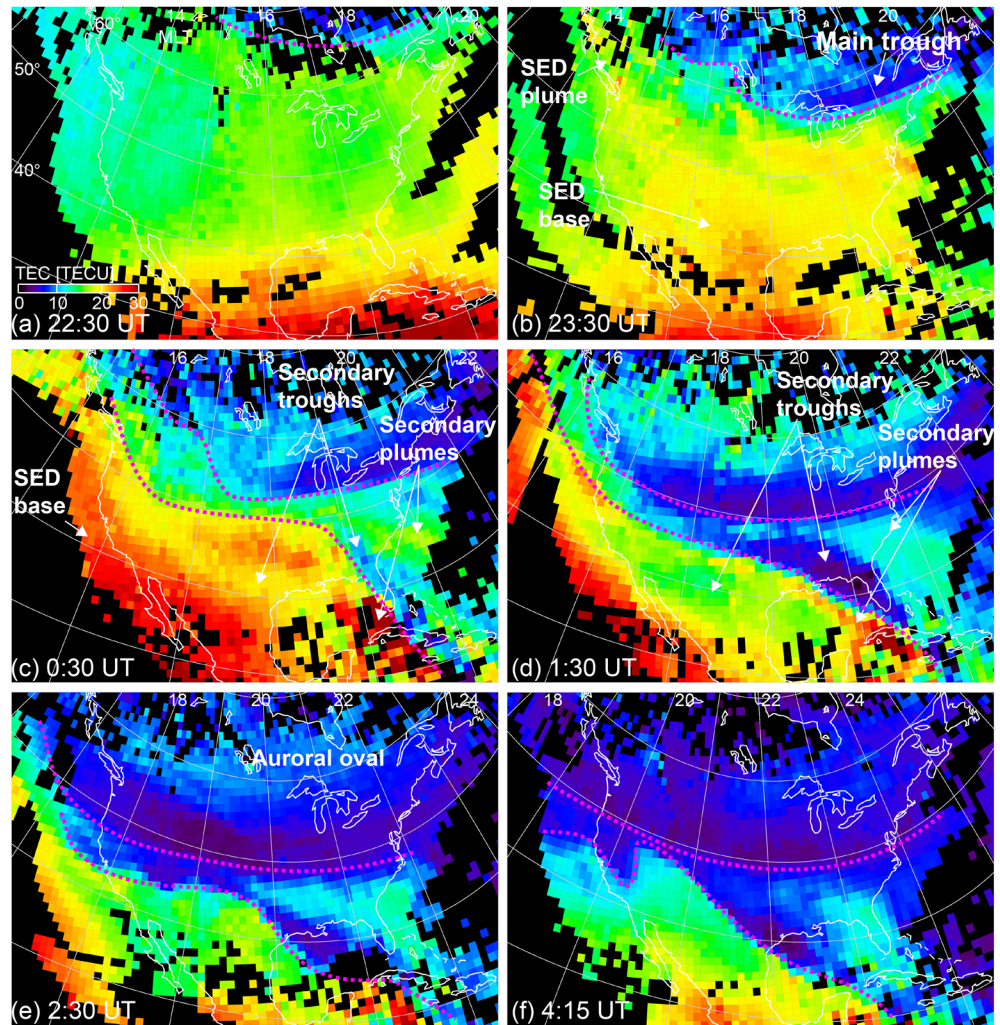 14 16 18 20
60°
MLT
50°
40°
TEC [TECU]
0 10 20 30
(a) 22:30 UT
14 16 18 20
Main trough
SED
plume
SED
base
(b) 23:30 UT
16 18 20 22
Secondary
troughs
Secondary
plumes
SED
base
(c) 0:30 UT
16 18 20 22
Secondary
troughs
Secondary
plumes
(d) 1:30 UT
18 20 22
Auroral oval
(e) 2:30 UT
18 20 22 24
(f) 4:15 UT